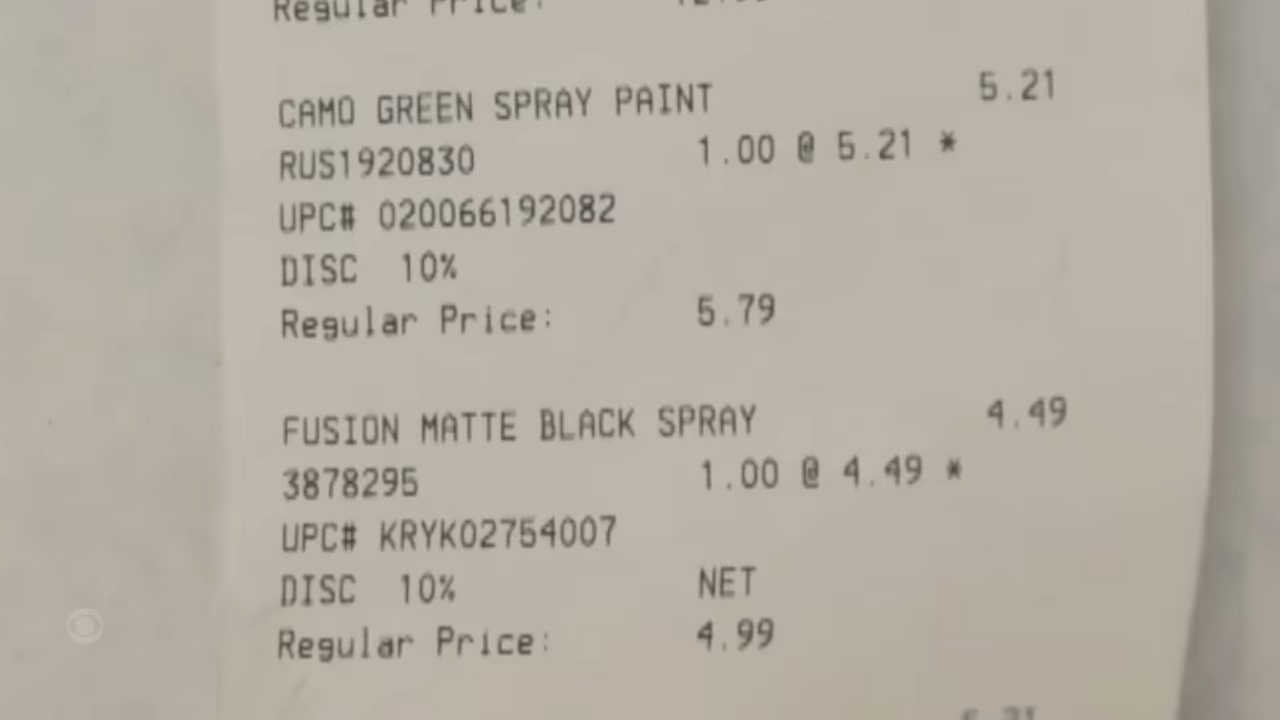 Regular Price:
CAMO GREEN SPRAY PAINT 5.21
RUS1920830 1.00 @ 5.21 *
UPC# 020066192082
DISC 10%
Regular Price: 5.79
FUSION MATTE BLACK SPRAY 4.49
3878295 1.00 @ 4.49 *
UPC# KRYK02754007
DISC 10% NET
Regular Price: 4.99